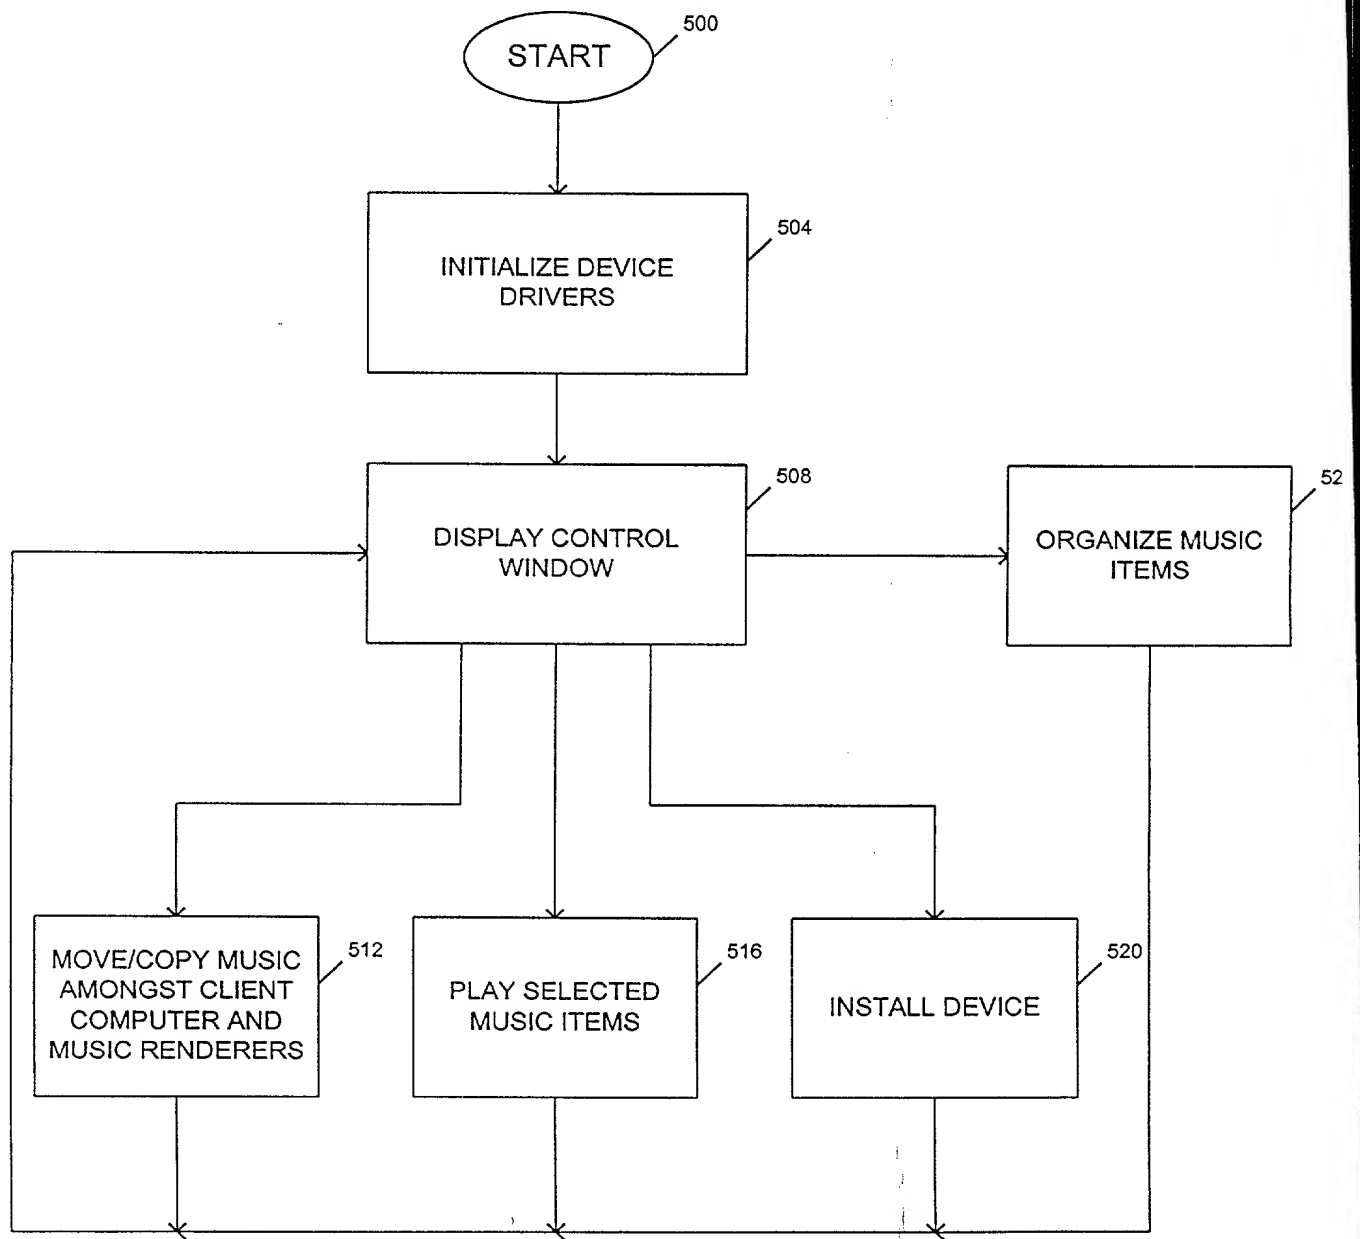 START
500
INITIALIZE DEVICE
DRIVERS
504
DISPLAY CONTROL
WINDOW
508
ORGANIZE MUSIC
ITEMS
52
MOVE/COPY MUSIC
AMONGST CLIENT
COMPUTER AND
MUSIC RENDERERS
512
PLAY SELECTED
MUSIC ITEMS
516
INSTALL DEVICE
520